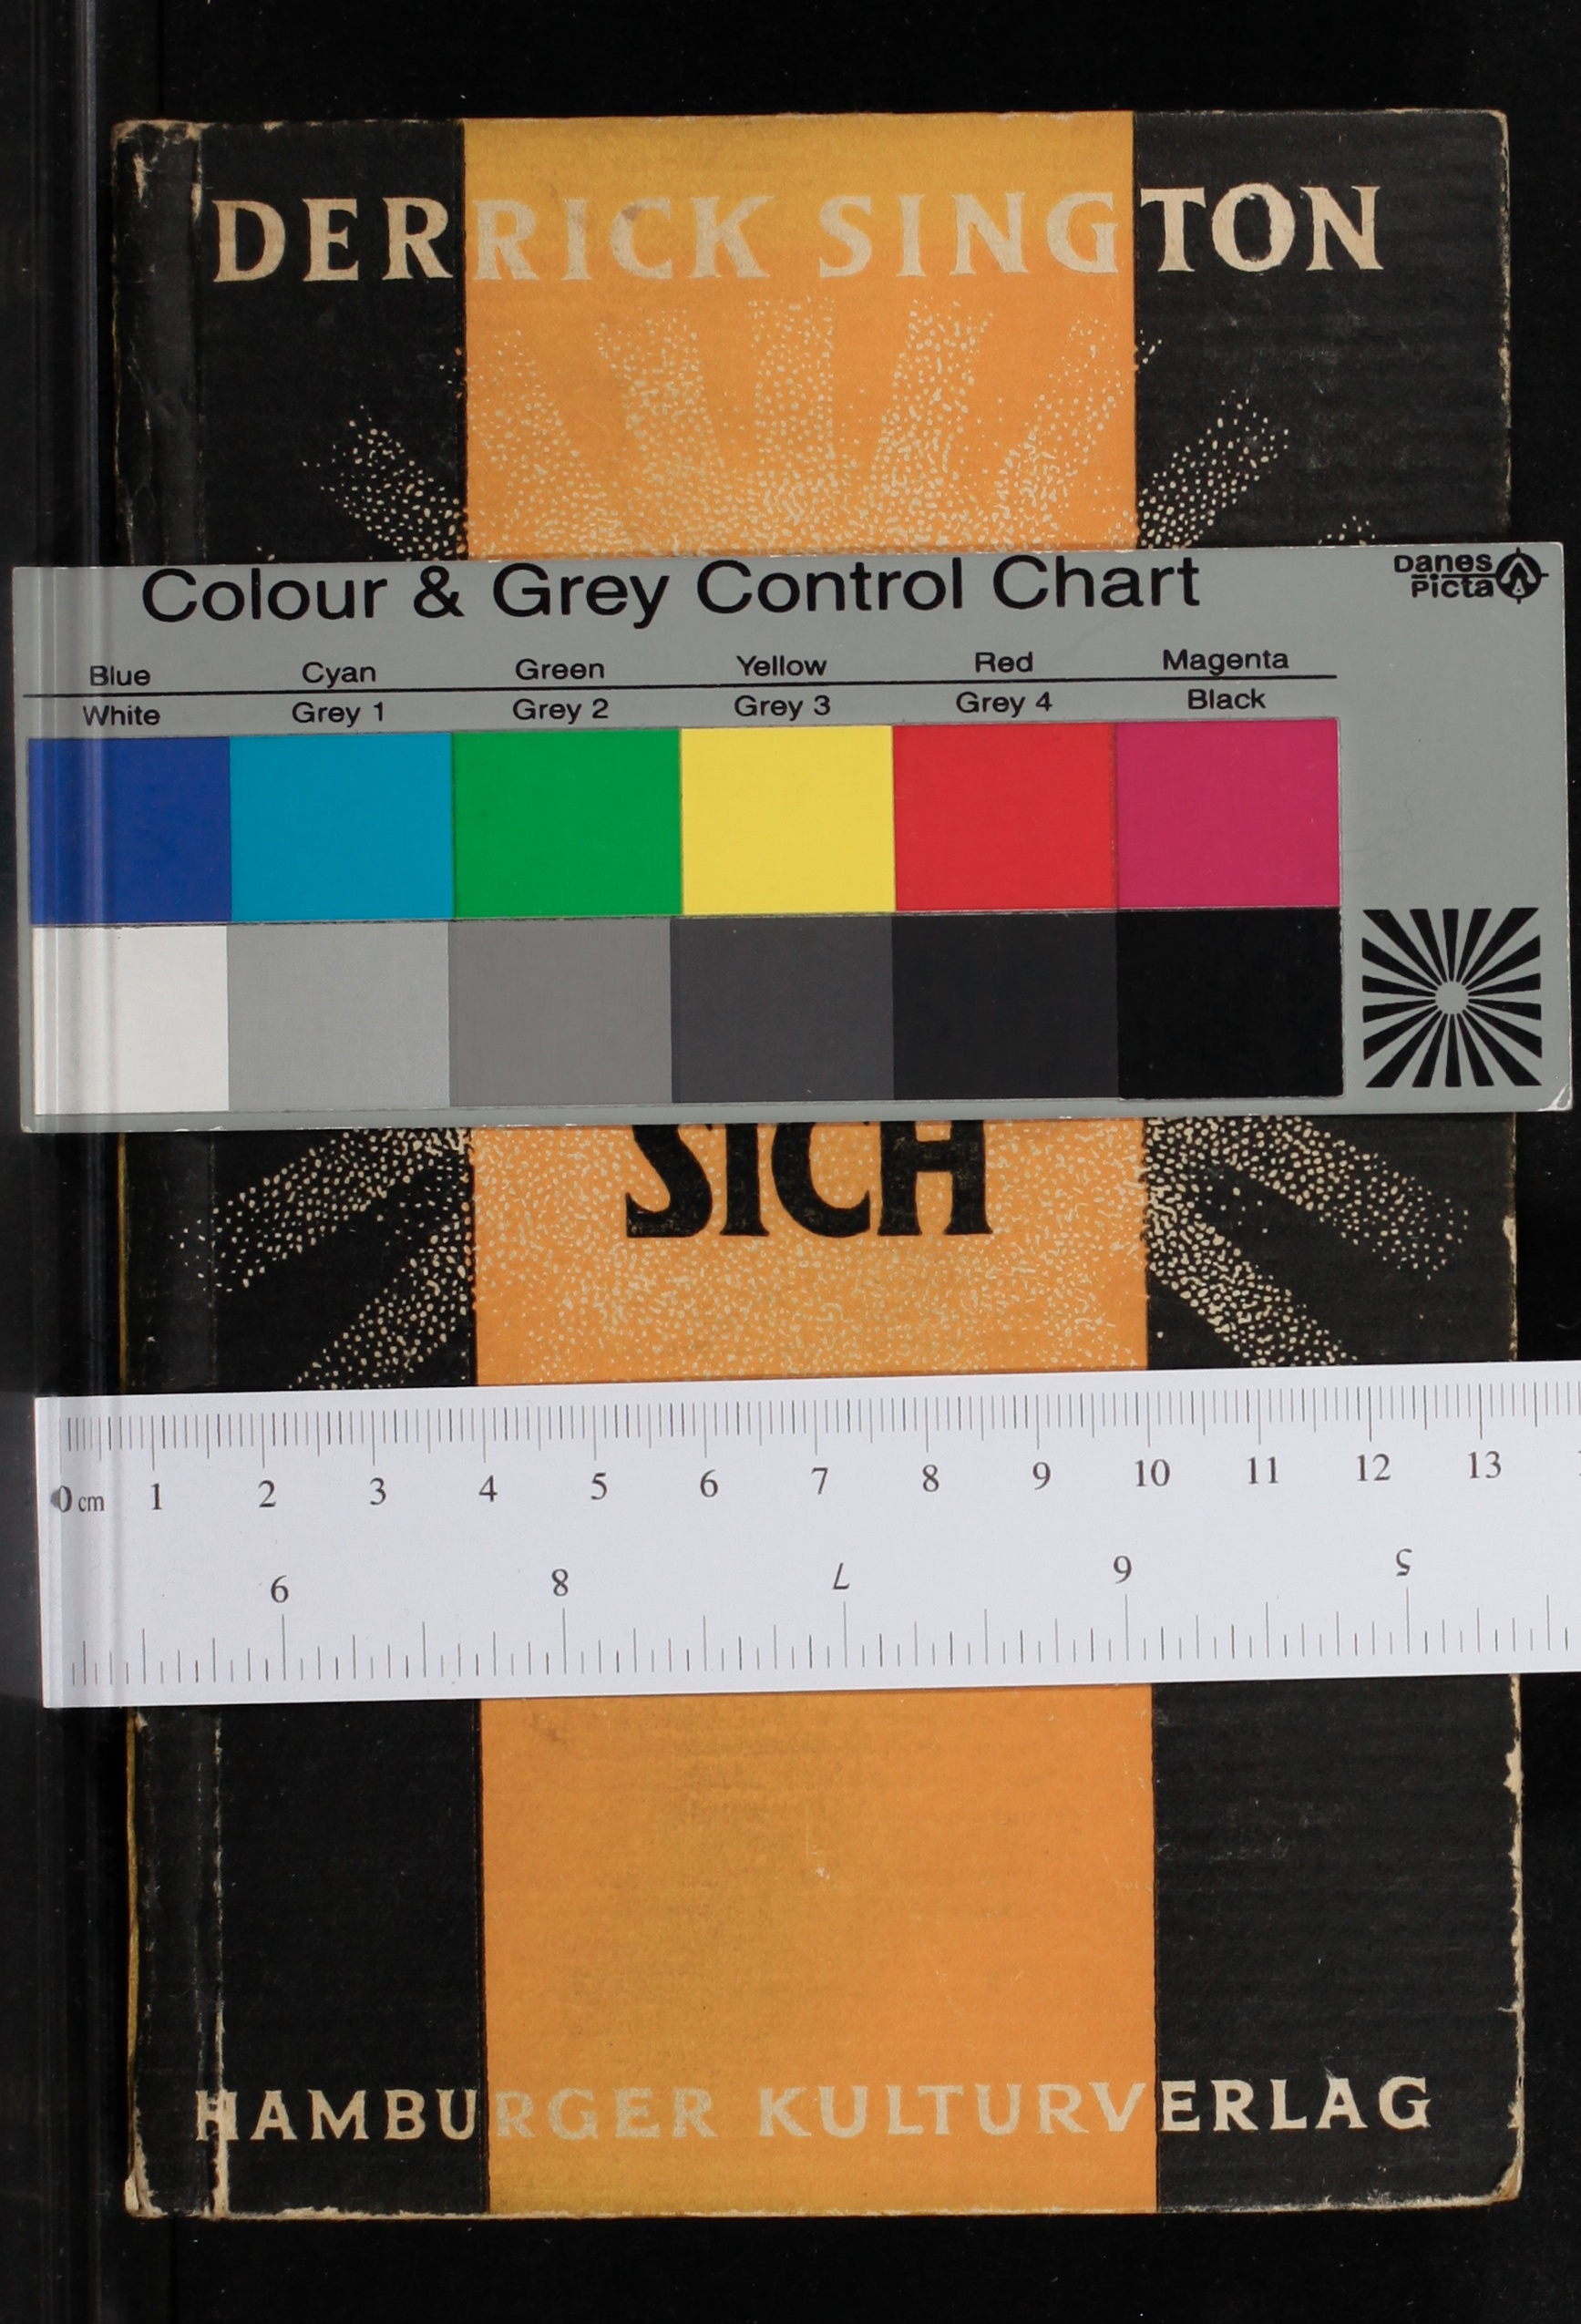 DERRICK SINGTON
Colour & Grey Control Chart
Danes
Picta
Blue Cyan Green Yellow Red Magenta
White Grey 1 Grey 2 Grey 3 Grey 4 Black
SICH
0 cm 1 2 3 4 5 6 7 8 9 10 11 12 13
9 8 7 6 5
HAMBURGER KULTURVERLAG